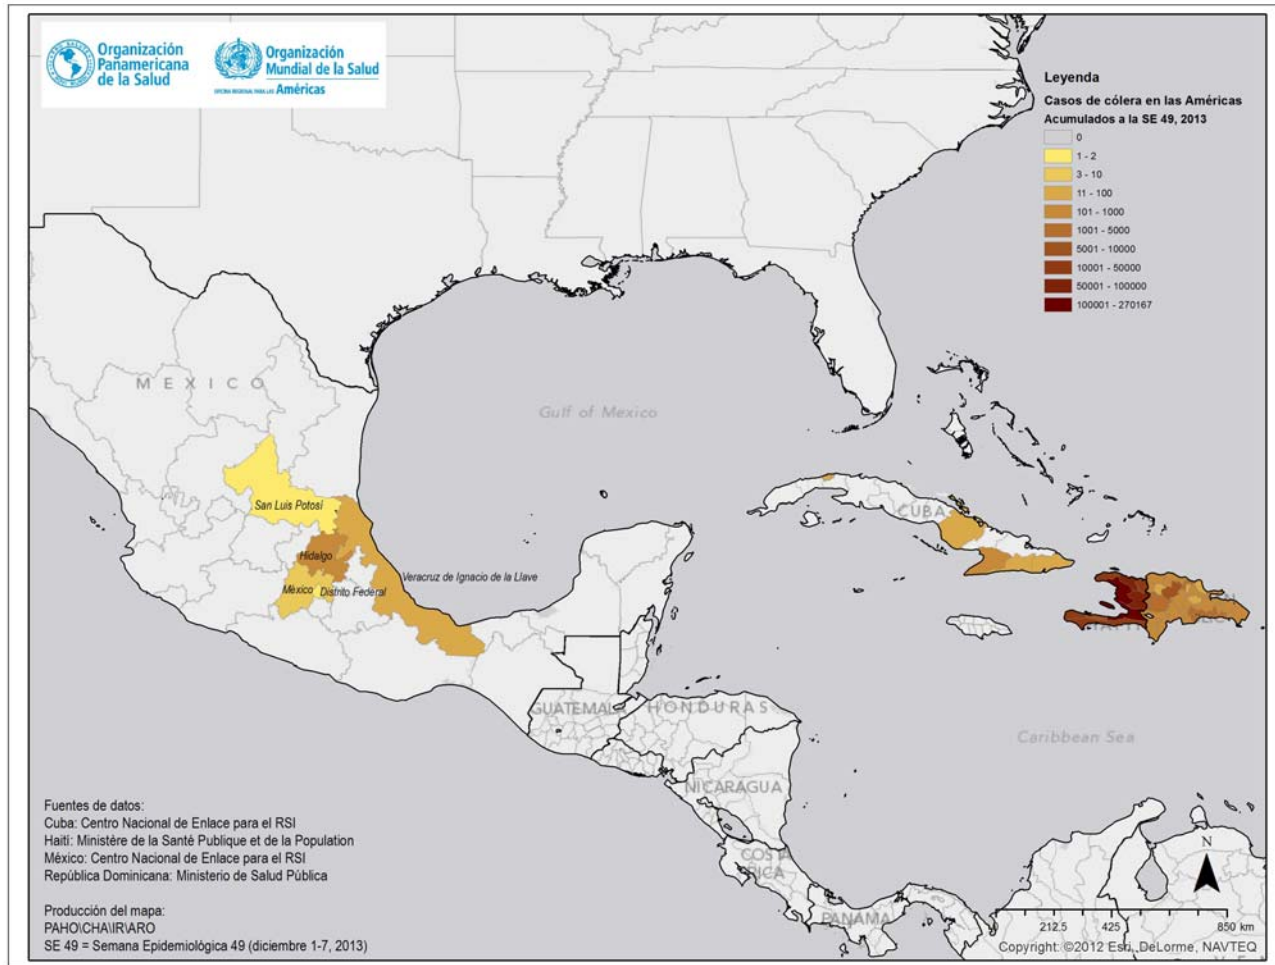 Organización
Panamericana
de la Salud
Organización
Mundial de la Salud
OFICINA REGIONAL PARA LAS Américas
Leyenda
Casos de cólera en las Américas
Acumulados a la SE 49, 2013
0
1 - 2
3 - 10
11 - 100
101 - 1000
1001 - 5000
5001 - 10000
10001 - 50000
50001 - 100000
100001 - 270167
MEXICO
Gulf of Mexico
San Luis Potosí
CUBA
Hidalgo
Veracruz de Ignacio de la Llave
México
Distrito Federal
GUATEMALA
HONDURAS
Caribbean Sea
NICARAGUA
Fuentes de datos:
Cuba: Centro Nacional de Enlace para el RSI
Haití: Ministère de la Santé Publique et de la Population
México: Centro Nacional de Enlace para el RSI
República Dominicana: Ministerio de Salud Pública
COSTA
RICA
N
Producción del mapa:
PAHO\CHA\IR\ARO
SE 49 = Semana Epidemiológica 49 (diciembre 1-7, 2013)
PANAMA
0 212.5 425 850 km
Copyright: ©2012 Esri, DeLorme, NAVTEQ